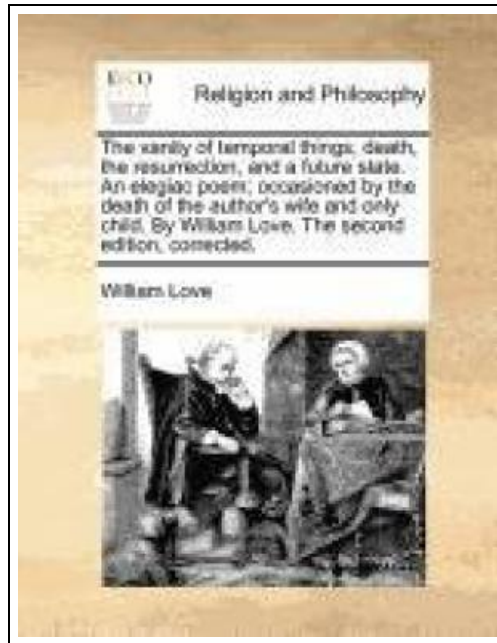 ECCO
Religion and Philosophy
The vanity of temporal things, death,
the resurrection, and a future state.
An elegiac poem; occasioned by the
death of the author's wife and only
child. By William Love. The second
edition, corrected.
William Love